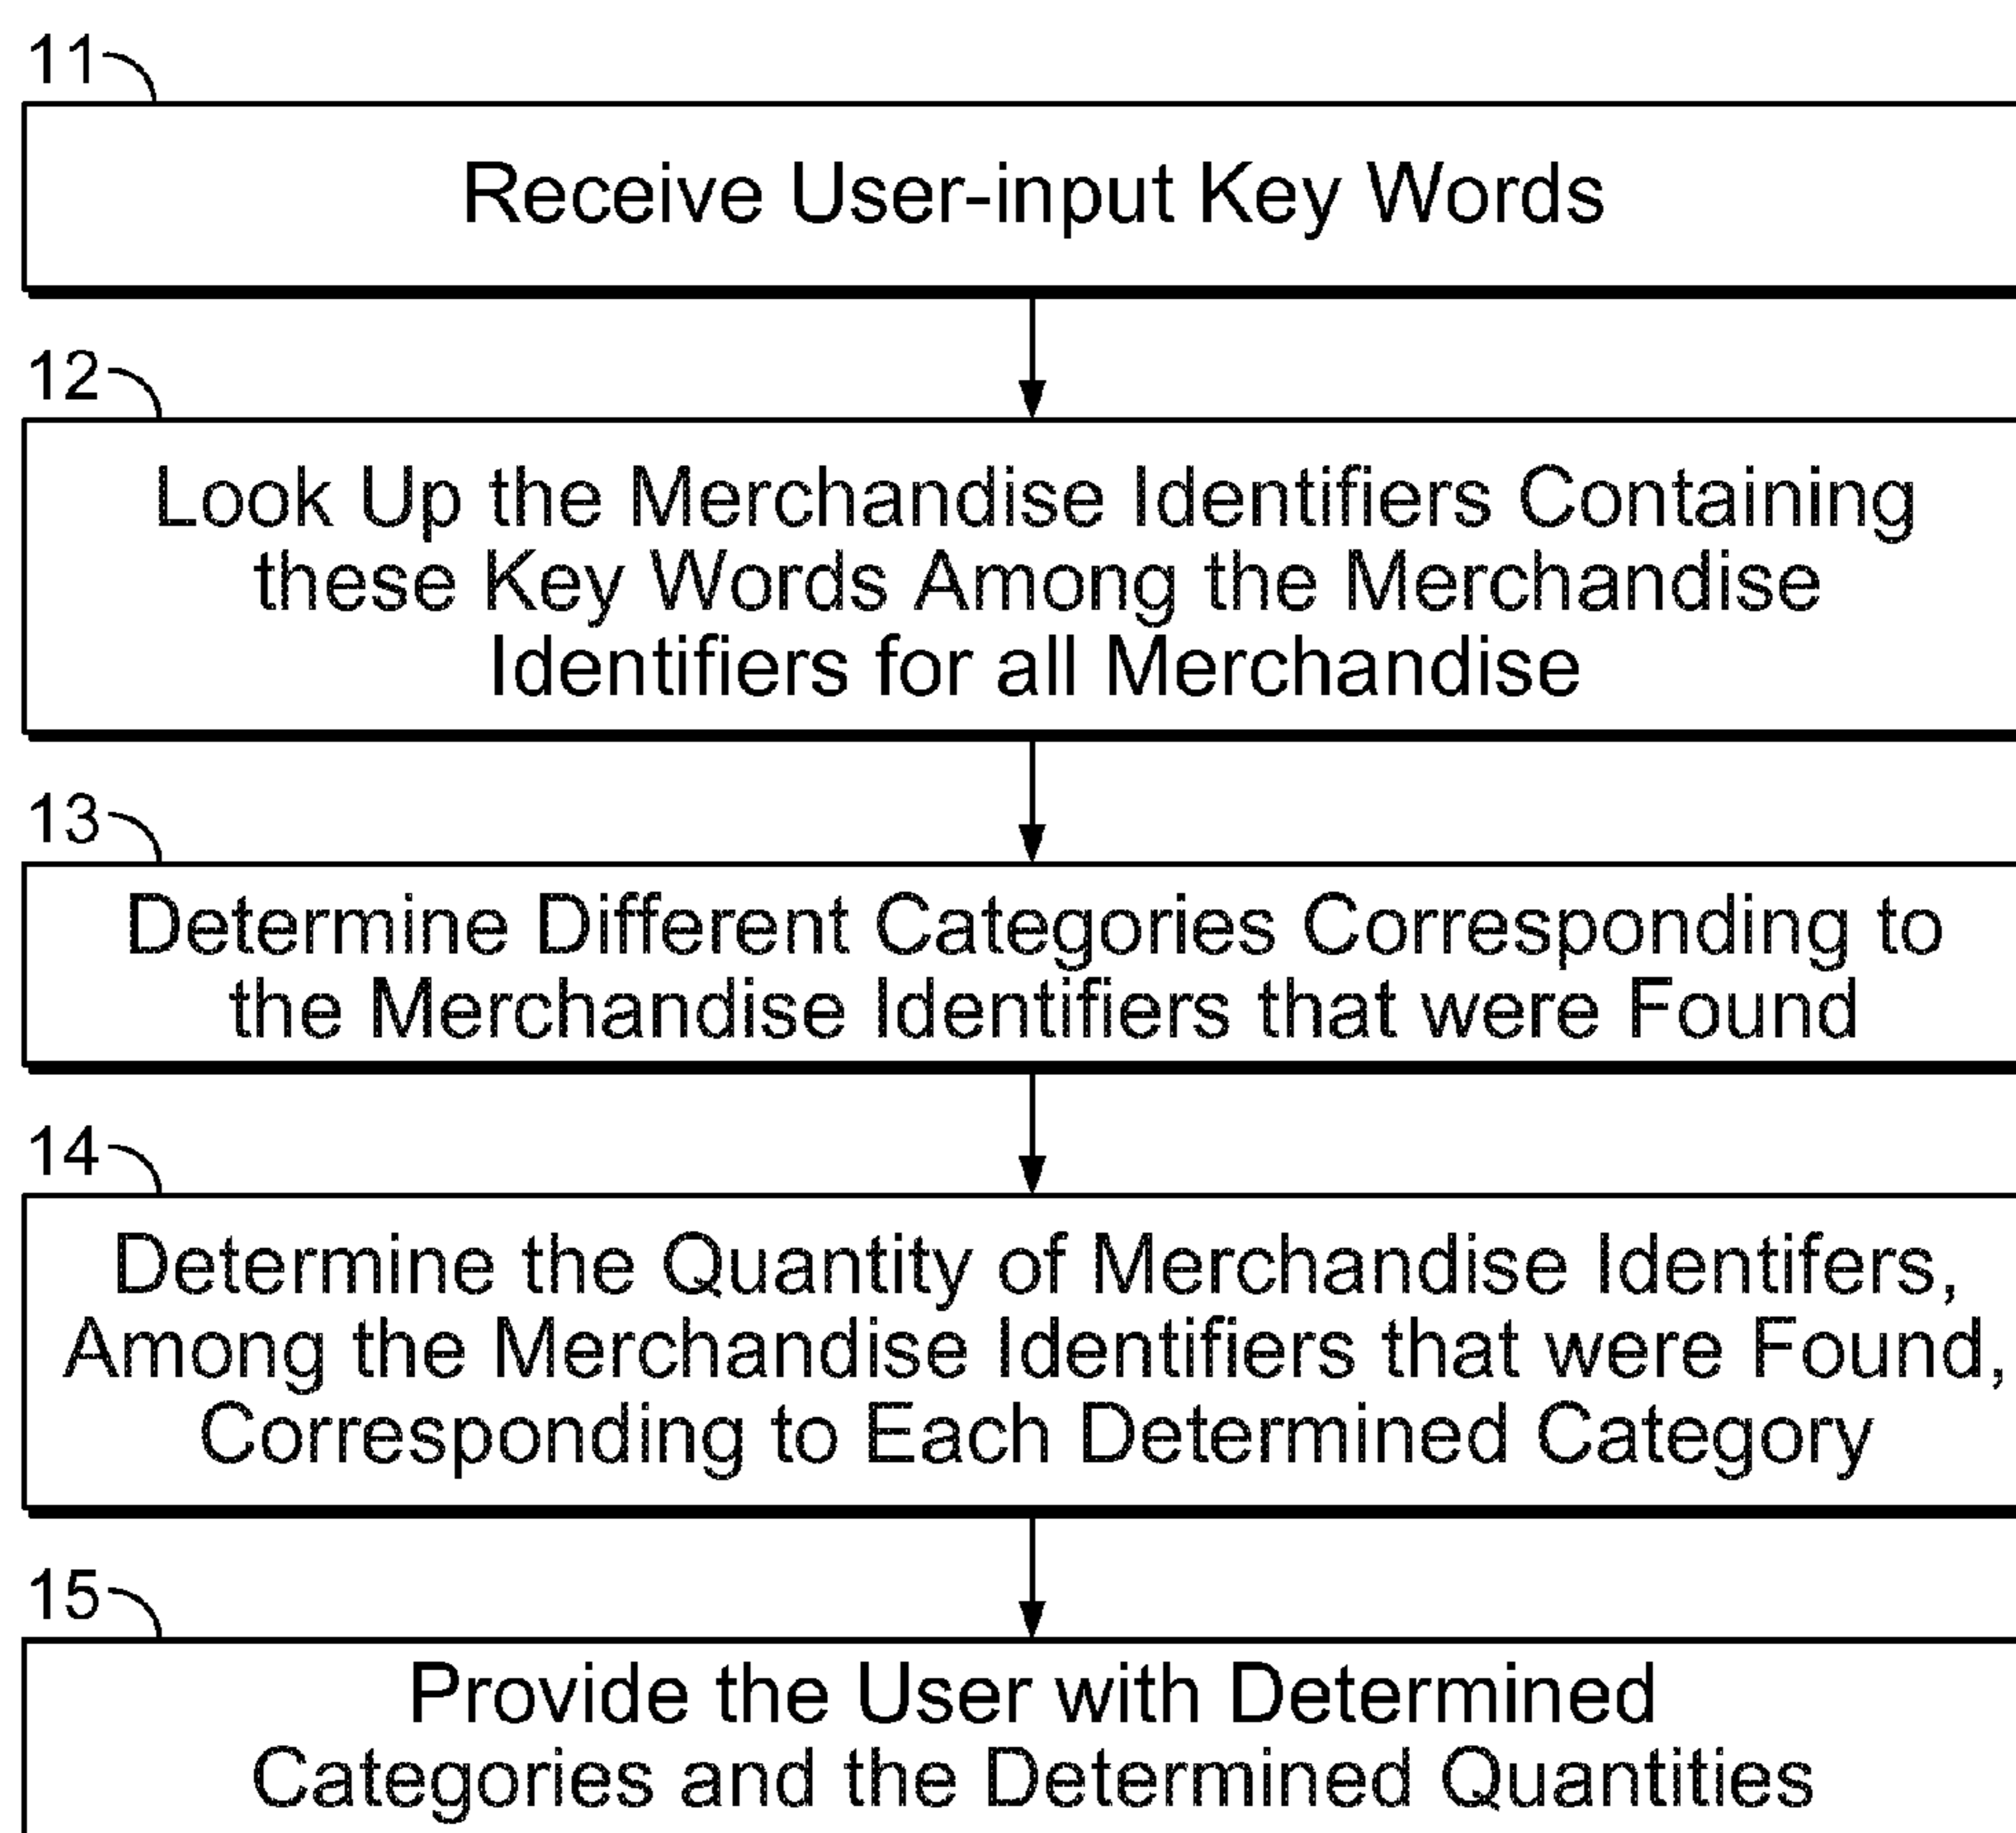 11
Receive User-input Key Words
12
Look Up the Merchandise Identifiers Containing
these Key Words Among the Merchandise
Identifiers for all Merchandise
13
Determine Different Categories Corresponding to
the Merchandise Identifiers that were Found
14
Determine the Quantity of Merchandise Identifers,
Among the Merchandise Identifiers that were Found,
Corresponding to Each Determined Category
15
Provide the User with Determined
Categories and the Determined Quantities